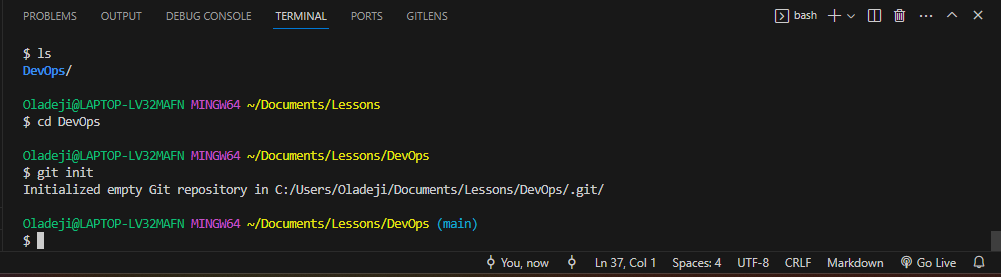 PROBLEMS OUTPUT DEBUG CONSOLE TERMINAL PORTS GITLENS bash
$ ls
DevOps/
Oladeji@LAPTOP-LV32MAFN MINGW64 ~/Documents/Lessons
$ cd DevOps
Oladeji@LAPTOP-LV32MAFN MINGW64 ~/Documents/Lessons/DevOps
$ git init
Initialized empty Git repository in C:/Users/Oladeji/Documents/Lessons/DevOps/.git/
Oladeji@LAPTOP-LV32MAFN MINGW64 ~/Documents/Lessons/DevOps (main)
$
You, now Ln 37, Col 1 Spaces: 4 UTF-8 CRLF Markdown Go Live